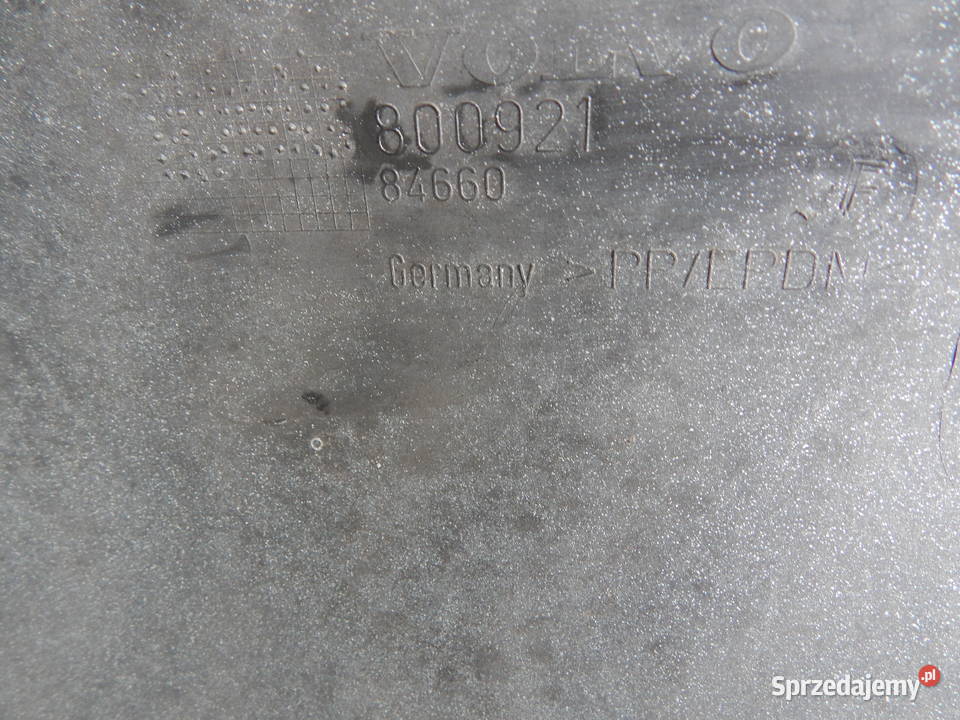 VOLVO ©
800921
84660
F
Germany >PP/EPDM<
Sprzedajemy.pl